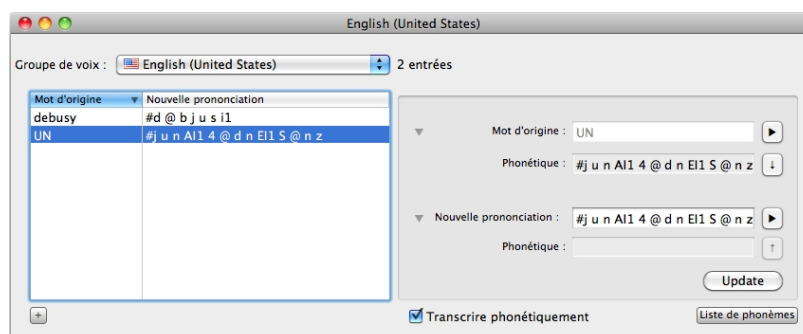 English (United States)
Groupe de voix : English (United States) 2 entrées
Mot d'origine Nouvelle prononciation
debusy #d @ b j u s i1
UN #j u n AI1 4 @ d n EI1 S @ n z
Mot d'origine : UN
Phonétique : #j u n AI1 4 @ d n EI1 S @ n z
Nouvelle prononciation : #j u n AI1 4 @ d n EI1 S @ n z
Phonétique :
Update
Transcrire phonétiquement Liste de phonèmes